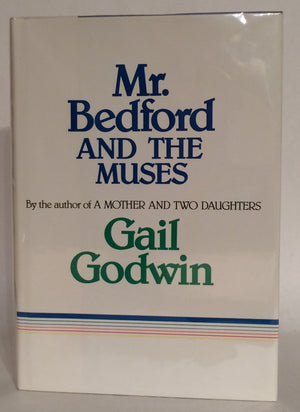 Mr.
Bedford
AND THE
MUSES
By the author of A MOTHER AND TWO DAUGHTERS
Gail
Godwin